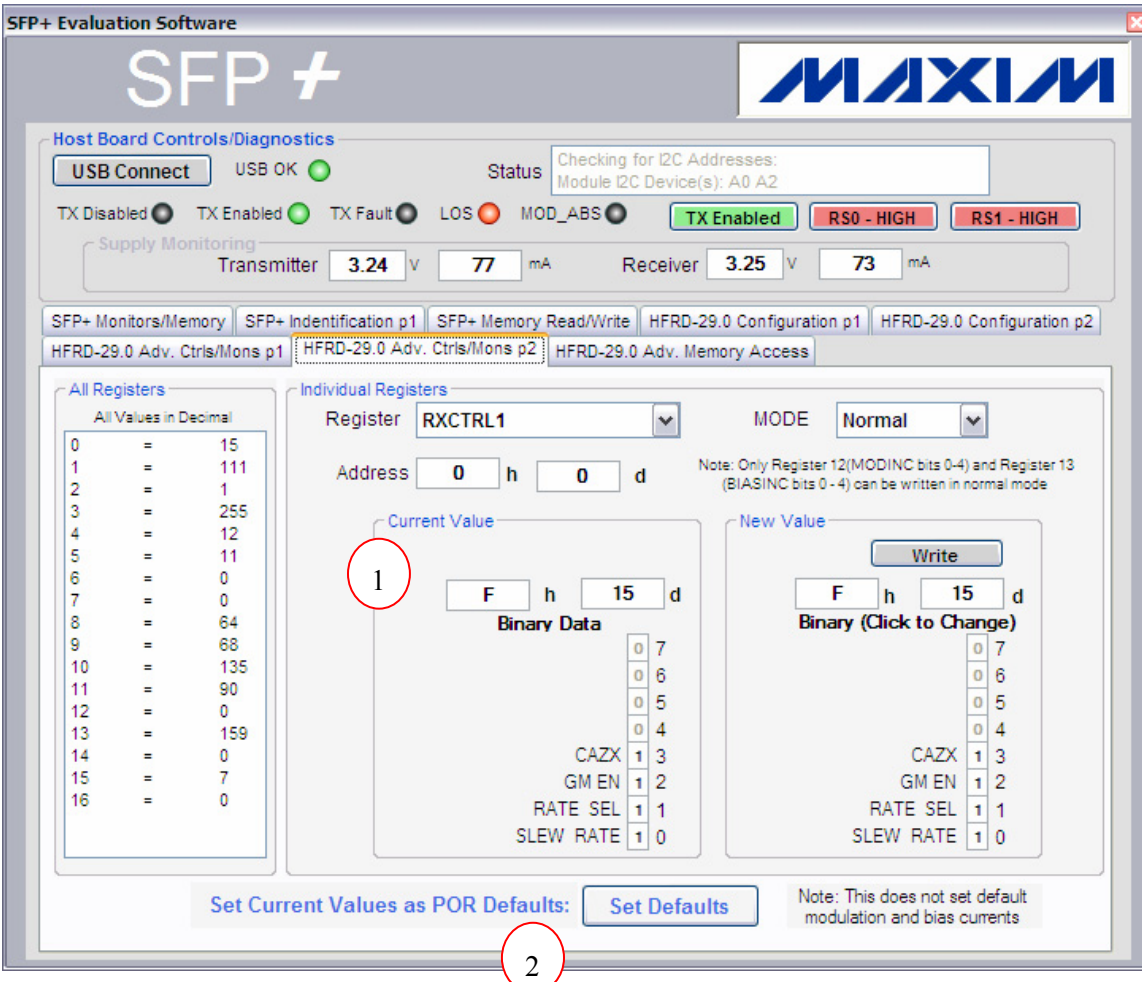 SFP+ Evaluation Software
SFP +
MAXIM
Host Board Controls/Diagnostics
USB Connect USB OK Status Checking for I2C Addresses:
Module I2C Device(s): A0 A2
TX Disabled TX Enabled TX Fault LOS MOD_ABS TX Enabled RS0 - HIGH RS1 - HIGH
Supply Monitoring
Transmitter 3.24 V 77 mA Receiver 3.25 V 73 mA
SFP+ Monitors/Memory SFP+ Indentification p1 SFP+ Memory Read/Write HFRD-29.0 Configuration p1 HFRD-29.0 Configuration p2
HFRD-29.0 Adv. Ctrls/Mons p1 HFRD-29.0 Adv. Ctrls/Mons p2 HFRD-29.0 Adv. Memory Access
All Registers
All Values in Decimal
0 = 15
1 = 111
2 = 1
3 = 255
4 = 12
5 = 11
6 = 0
7 = 0
8 = 64
9 = 68
10 = 135
11 = 90
12 = 0
13 = 159
14 = 0
15 = 7
16 = 0
Individual Registers
Register RXCTRL1 MODE Normal
Address 0 h 0 d
Note: Only Register 12(MODINC bits 0-4) and Register 13
(BIASINC bits 0 - 4) can be written in normal mode
Current Value
1
F h 15 d
Binary Data
0 7
0 6
0 5
0 4
CAZX 1 3
GM EN 1 2
RATE SEL 1 1
SLEW RATE 1 0
New Value
Write
F h 15 d
Binary (Click to Change)
0 7
0 6
0 5
0 4
CAZX 1 3
GM EN 1 2
RATE SEL 1 1
SLEW RATE 1 0
Set Current Values as POR Defaults: Set Defaults
Note: This does not set default
modulation and bias currents
2